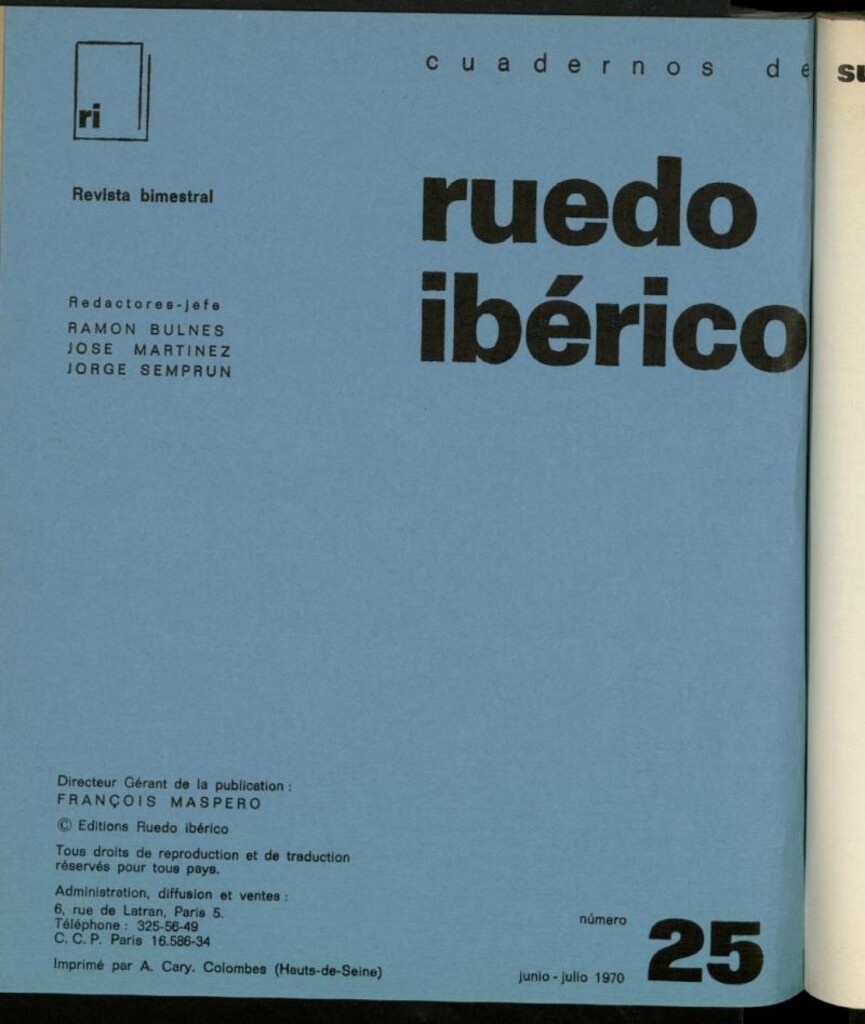 ri
cuadernos de
su
Revista bimestral
ruedo
ibérico
Redactores-jefe
RAMON BULNES
JOSE MARTINEZ
JORGE SEMPRUN
Directeur Gérant de la publication :
FRANÇOIS MASPERO
© Editions Ruedo ibérico
Tous droits de reproduction et de traduction
réservés pour tous pays.
Administration, diffusion et ventes :
6, rue de Latran, Paris 5.
Téléphone : 325-56-49
C. C. P. Paris 16.586-34
Imprimé par A. Cary. Colombes (Hauts-de-Seine)
número
25
junio - julio 1970